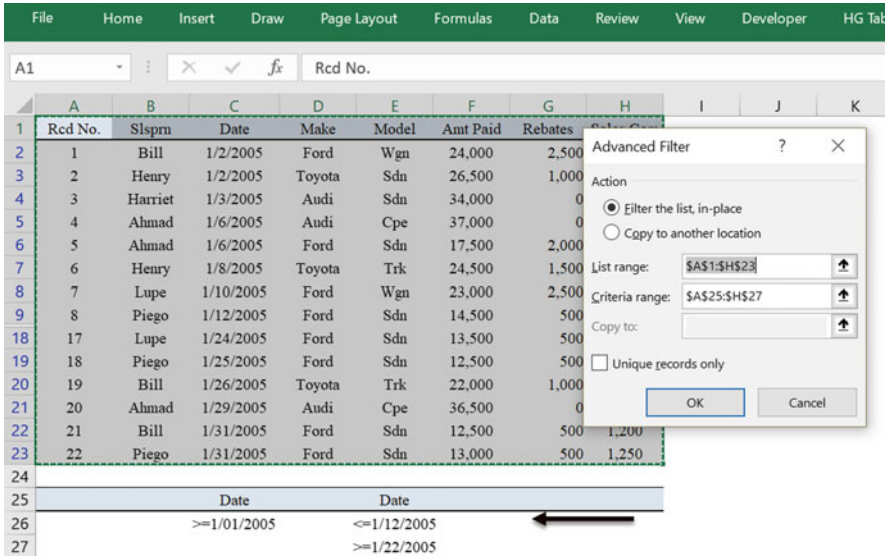 File Home Insert Draw Page Layout Formulas Data Review View Developer HG Tab
A1 fx Rcd No.
A B C D E F G H I J K
1 Rcd No. Slsprn Date Make Model Amt Paid Rebates
2 1 Bill 1/2/2005 Ford Wgn 24,000 2,500
3 2 Henry 1/2/2005 Toyota Sdn 26,500 1,000
4 3 Harriet 1/3/2005 Audi Sdn 34,000 0
5 4 Ahmad 1/6/2005 Audi Cpe 37,000 0
6 5 Ahmad 1/6/2005 Ford Sdn 17,500 2,000
7 6 Henry 1/8/2005 Toyota Trk 24,500 1,500
8 7 Lupe 1/10/2005 Ford Wgn 23,000 2,500
9 8 Piego 1/12/2005 Ford Sdn 14,500 500
18 17 Lupe 1/24/2005 Ford Sdn 13,500 500
19 18 Piego 1/25/2005 Ford Sdn 12,500 500
20 19 Bill 1/26/2005 Toyota Trk 22,000 1,000
21 20 Ahmad 1/29/2005 Audi Cpe 36,500 0
22 21 Bill 1/31/2005 Ford Sdn 12,500 500 1,200
23 22 Piego 1/31/2005 Ford Sdn 13,000 500 1,250
24
25 Date Date
26 >=1/01/2005 <=1/12/2005
27 >=1/22/2005
Advanced Filter ? ×
Action
Filter the list, in-place
Copy to another location
List range: $A$1:$H$23
Criteria range: $A$25:$H$27
Copy to:
Unique records only
OK Cancel